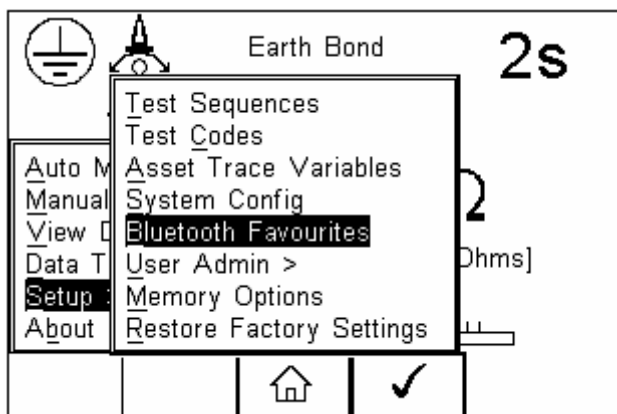 Earth Bond
2s
Test Sequences
Test Codes
Asset Trace Variables
System Config
Bluetooth Favourites
User Admin >
Memory Options
Restore Factory Settings
Auto M
Manual
View D
Data T
Setup
About
Ω
Ohms]